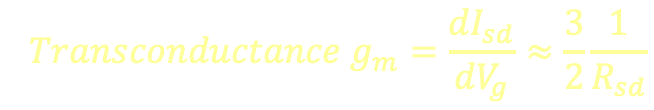 Transconductance g_m = dI_sd/dV_g ≈ 3/2 1/R_sd